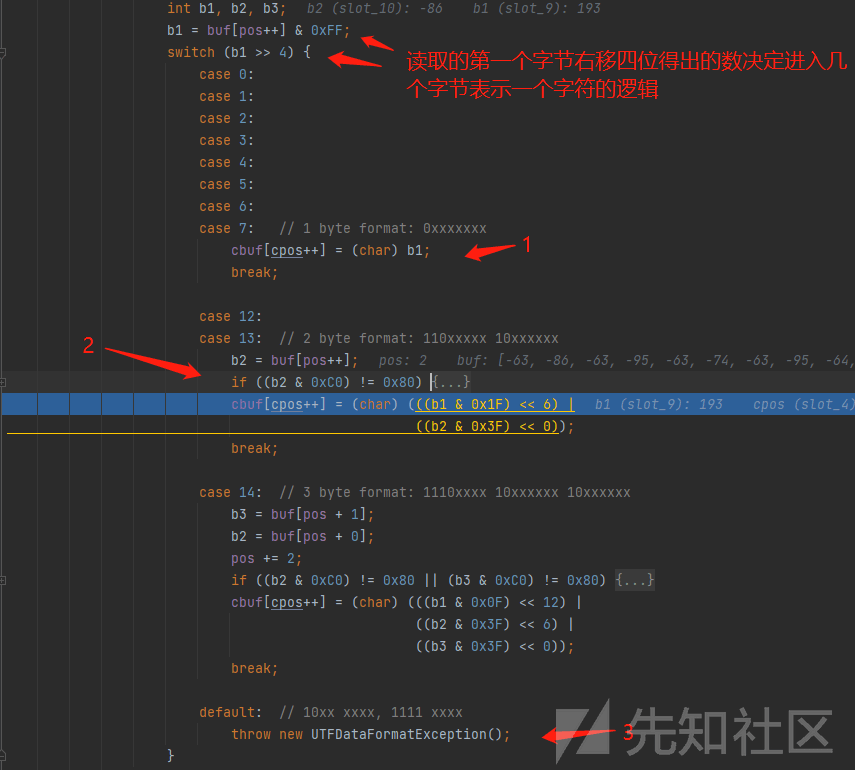 int b1, b2, b3;   b2 (slot_10): -86    b1 (slot_9): 193
b1 = buf[pos++] & 0xFF;
switch (b1 >> 4) {
读取的第一个字节右移四位得出的数决定进入几
个字节表示一个字符的逻辑
case 0:
case 1:
case 2:
case 3:
case 4:
case 5:
case 6:
case 7:   // 1 byte format: 0xxxxxxx
cbuf[cpos++] = (char) b1;
1
break;
case 12:
case 13:  // 2 byte format: 110xxxxx 10xxxxxx
2
b2 = buf[pos++];   pos: 2    buf: [-63, -86, -63, -95, -63, -74, -63, -95, -64,
if ((b2 & 0xC0) != 0x80) {...}
cbuf[cpos++] = (char) (((b1 & 0x1F) << 6) |   b1 (slot_9): 193    cpos (slot_4)
((b2 & 0x3F) << 0));
break;
case 14:  // 3 byte format: 1110xxxx 10xxxxxx 10xxxxxx
b3 = buf[pos + 1];
b2 = buf[pos + 0];
pos += 2;
if ((b2 & 0xC0) != 0x80 || (b3 & 0xC0) != 0x80) {...}
cbuf[cpos++] = (char) (((b1 & 0x0F) << 12) |
((b2 & 0x3F) << 6) |
((b3 & 0x3F) << 0));
break;
default:  // 10xx xxxx, 1111 xxxx
throw new UTFDataFormatException();
3
先知社区
}